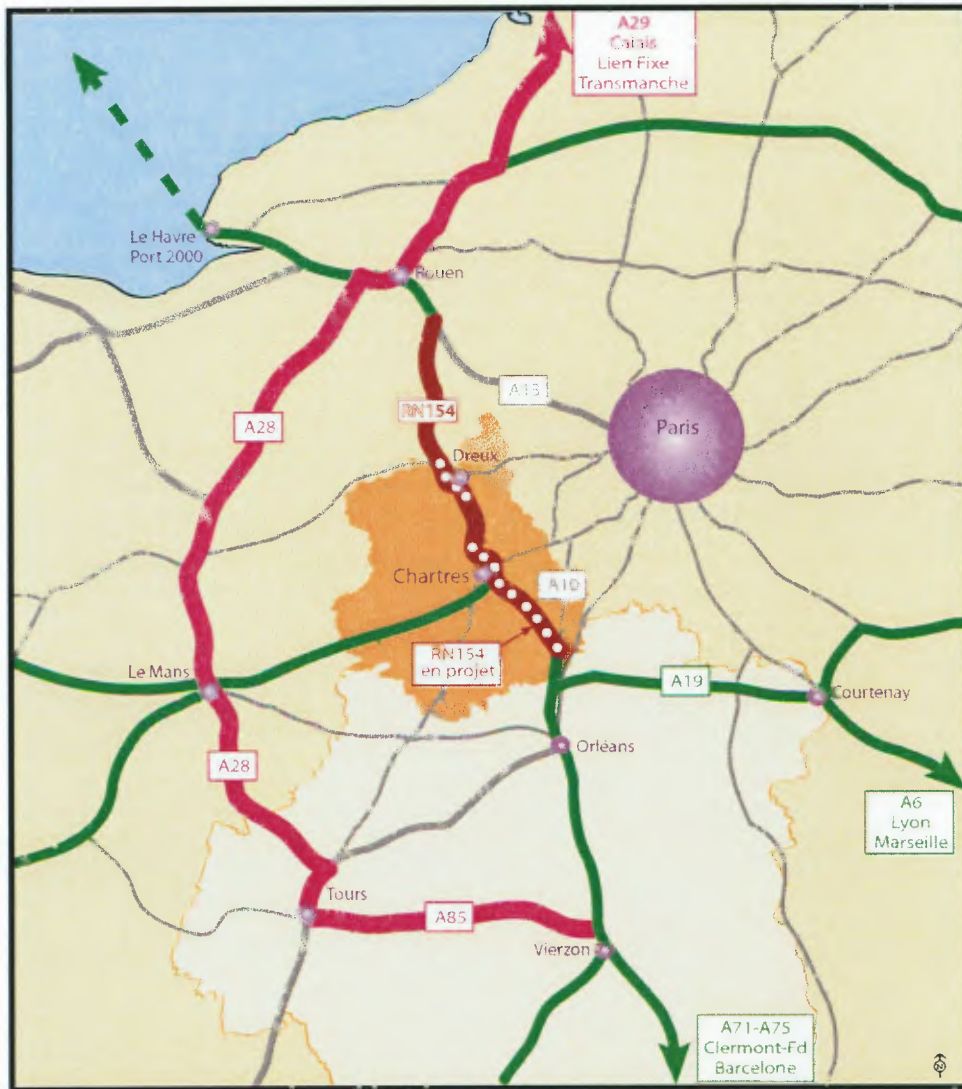 A29
Calais
Lien Fixe
Transmanche
Le Havre
Port 2000
Rouen
A13
RN154
A28
Paris
Dreux
Chartres
A10
RN154
en projet
Le Mans
A19
Courtenay
Orléans
A28
A6
Lyon
Marseille
Tours
A85
Vierzon
A71-A75
Clermont-Fd
Barcelone
N